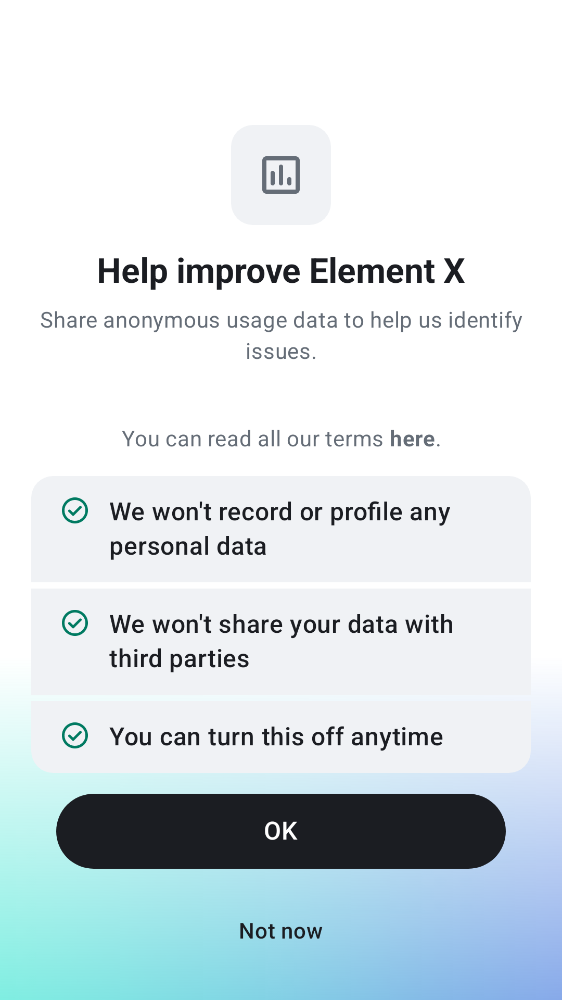 Help improve Element X
Share anonymous usage data to help us identify
issues.
You can read all our terms here.
We won't record or profile any
personal data
We won't share your data with
third parties
You can turn this off anytime
OK
Not now